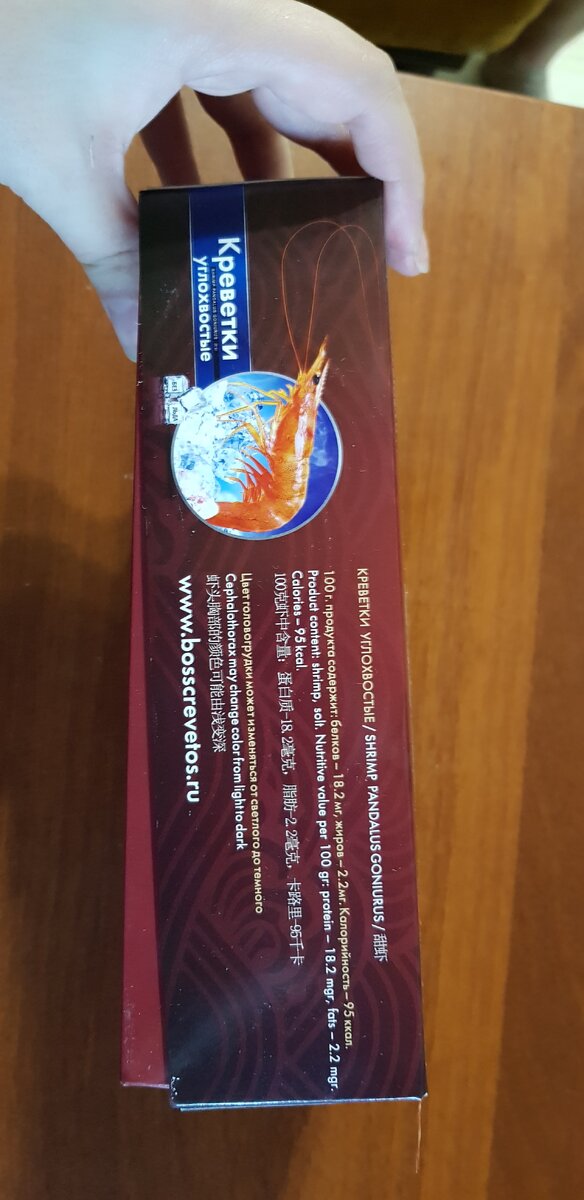 Креветки
SHRIMP PANDALUS GONIURUS
углохвостые
БЕЗ
ЛЬДА
КРЕВЕТКИ УГЛОХВОСТЫЕ / SHRIMP, PANDALUS GONIURUS / 甜虾
100 г. продукта содержит: белков – 18.2 мг, жиров – 2.2мг. Калорийность – 95 ккал.
Product content: shrimp, salt. Nutritive value per 100 gr: protein – 18.2 mgr, fats – 2.2 mgr.
Calories – 95 kcal.
100克虾中含量: 蛋白质-18.2毫克, 脂肪-2.2毫克, 卡路里-95千卡
Цвет головогрудки может изменяться от светлого до темного
Cephalothorax may change color from light to dark
虾头胸部的颜色可能由浅变深
www.bosscrevetos.ru